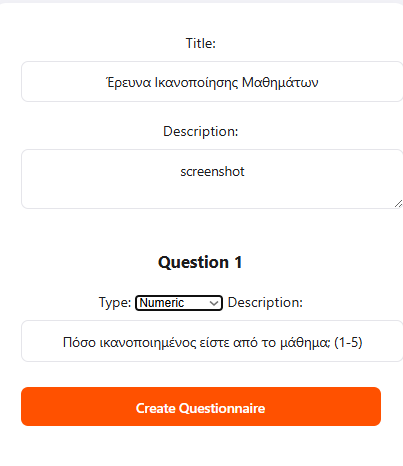 Title:
Έρευνα Ικανοποίησης Μαθημάτων
Description:
screenshot
Question 1
Type: Numeric Description:
Πόσο ικανοποιημένος είστε από το μάθημα; (1-5)
Create Questionnaire